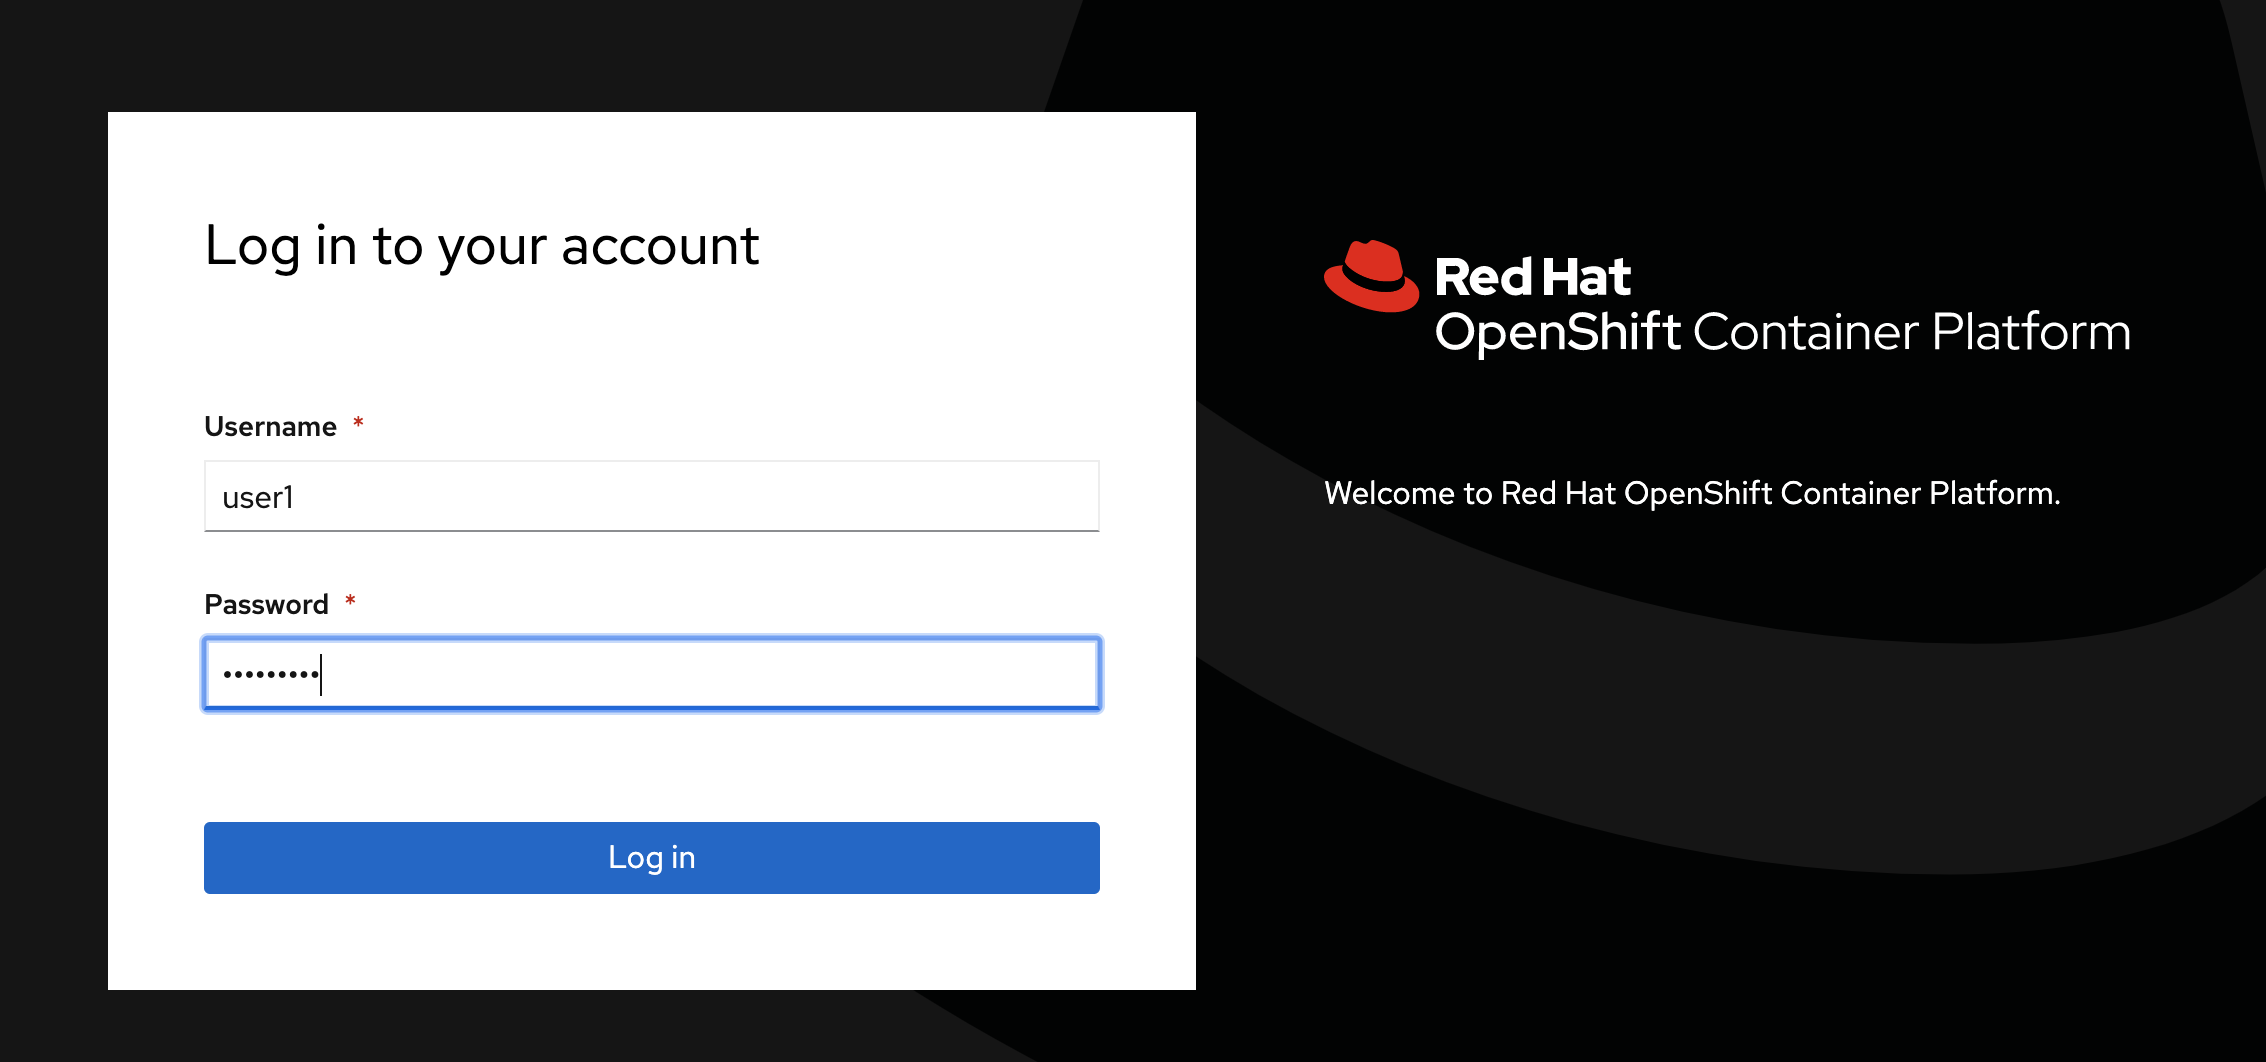 Log in to your account
Username *
user1
Password *
•••••••••
Log in
Red Hat
OpenShift Container Platform
Welcome to Red Hat OpenShift Container Platform.